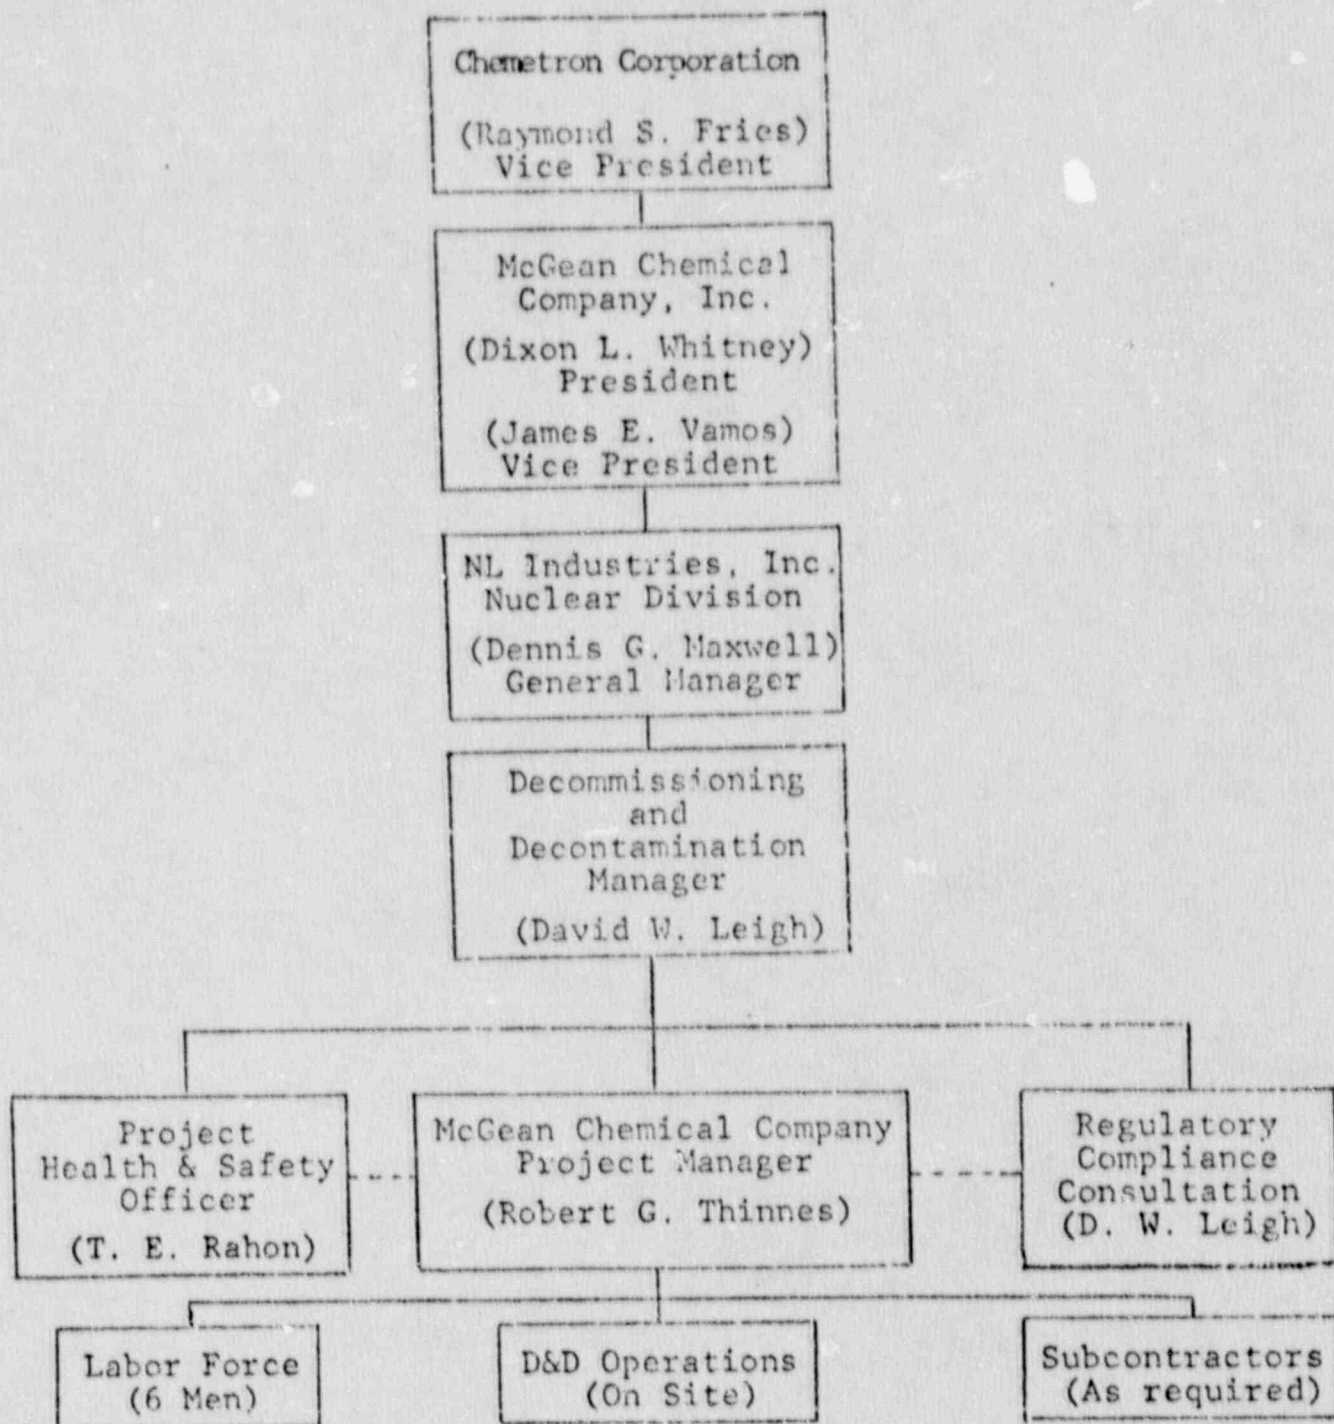 Chemetron Corporation
(Raymond S. Fries)
Vice President
McGean Chemical
Company, Inc.
(Dixon L. Whitney)
President
(James E. Vamos)
Vice President
NL Industries, Inc.
Nuclear Division
(Dennis G. Maxwell)
General Manager
Decommissioning
and
Decontamination
Manager
(David W. Leigh)
Project
Health & Safety
Officer
(T. E. Rahon)
McGean Chemical Company
Project Manager
(Robert G. Thinnes)
Regulatory
Compliance
Consultation
(D. W. Leigh)
Labor Force
(6 Men)
D&D Operations
(On Site)
Subcontractors
(As required)